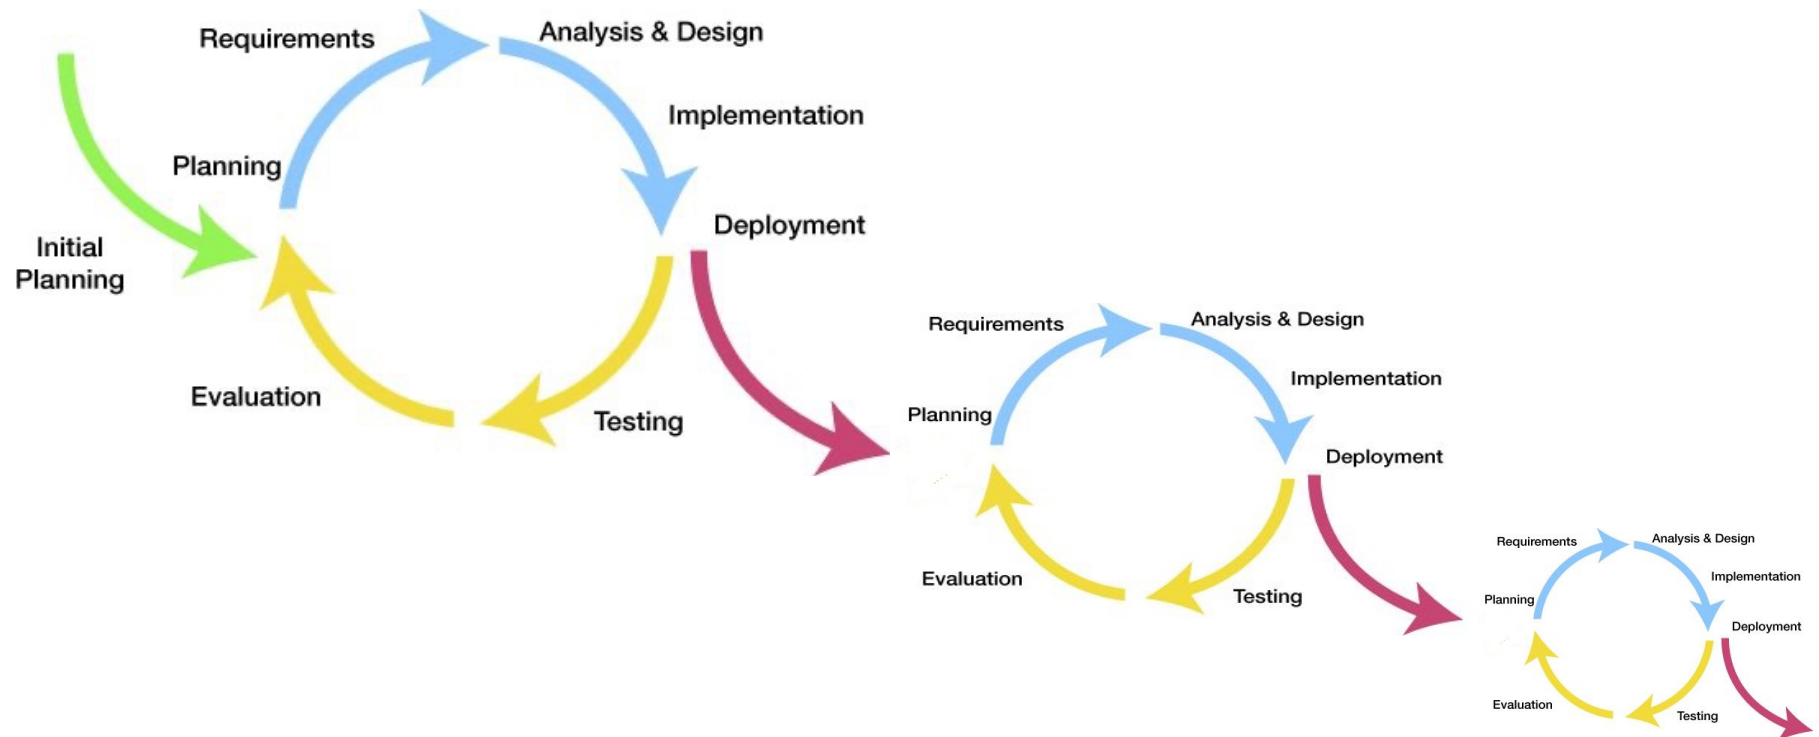 Requirements
Analysis & Design
Implementation
Planning
Deployment
Initial
Planning
Evaluation
Testing
Requirements
Analysis & Design
Implementation
Planning
Deployment
Evaluation
Testing
Requirements
Analysis & Design
Implementation
Planning
Deployment
Evaluation
Testing